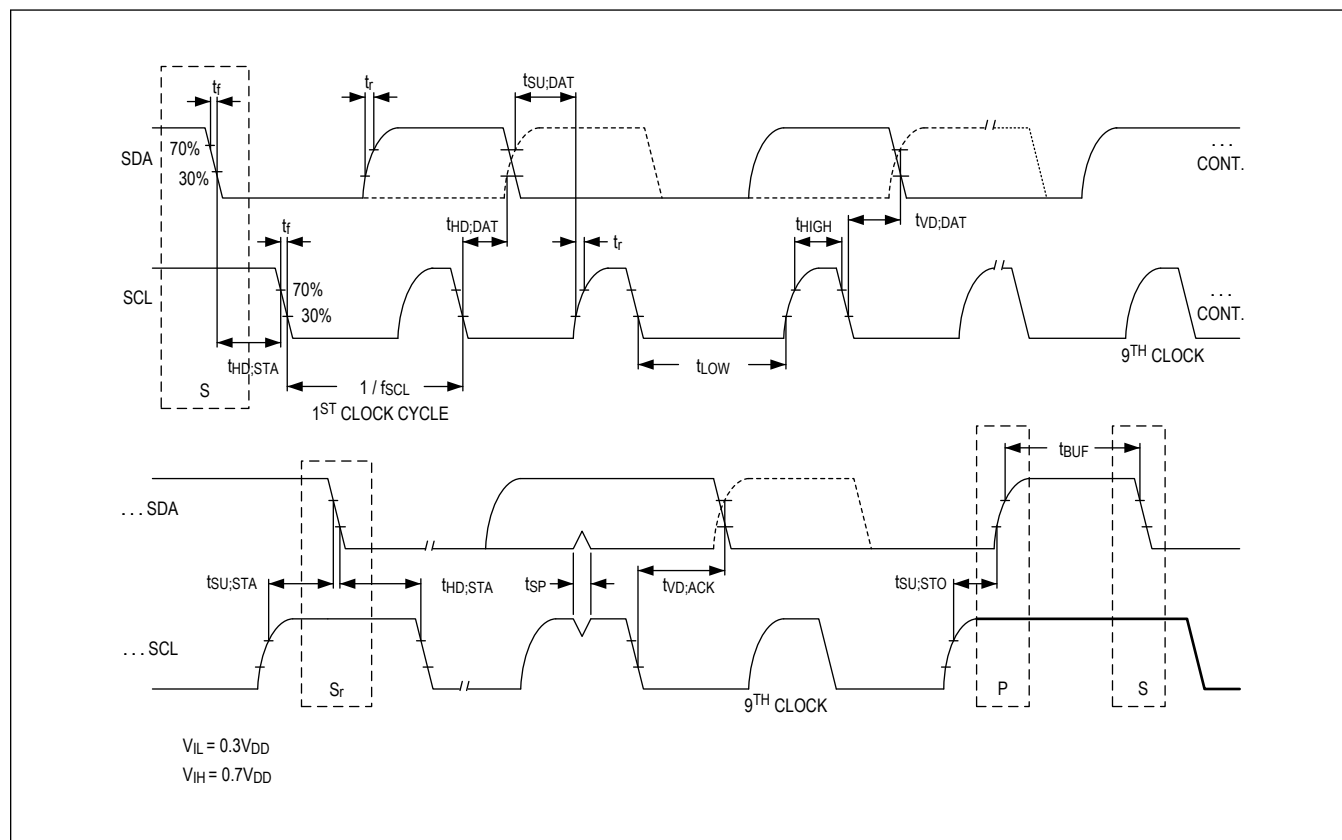 tf
tr
tSU;DAT
70%
SDA
30%
. . .
CONT.
tf
tHD;DAT
tr
tHIGH
tVD;DAT
70%
SCL
30%
. . .
CONT.
tHD;STA
tLOW
9TH CLOCK
S
1 / fSCL
1ST CLOCK CYCLE
tBUF
. . . SDA
tSU;STA
tHD;STA
tSP
tVD;ACK
tSU;STO
. . . SCL
Sr
9TH CLOCK
P
S
VIL = 0.3VDD
VIH = 0.7VDD